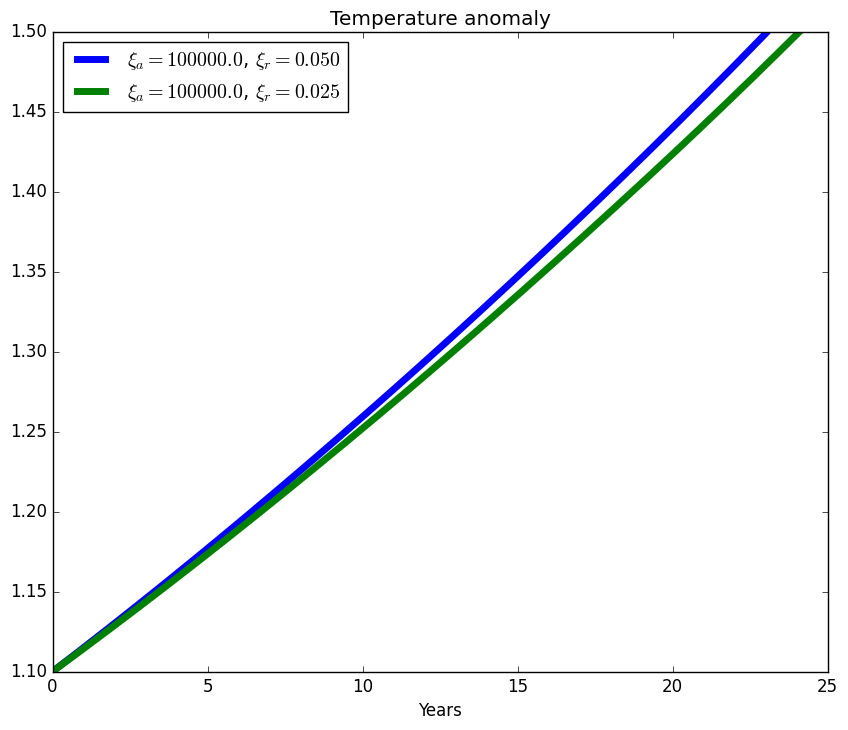 Temperature anomaly
1.50
1.45
1.40
1.35
1.30
1.25
1.20
1.15
1.10
ξₐ = 100000.0, ξᵣ = 0.050
ξₐ = 100000.0, ξᵣ = 0.025
0 5 10 15 20 25
Years